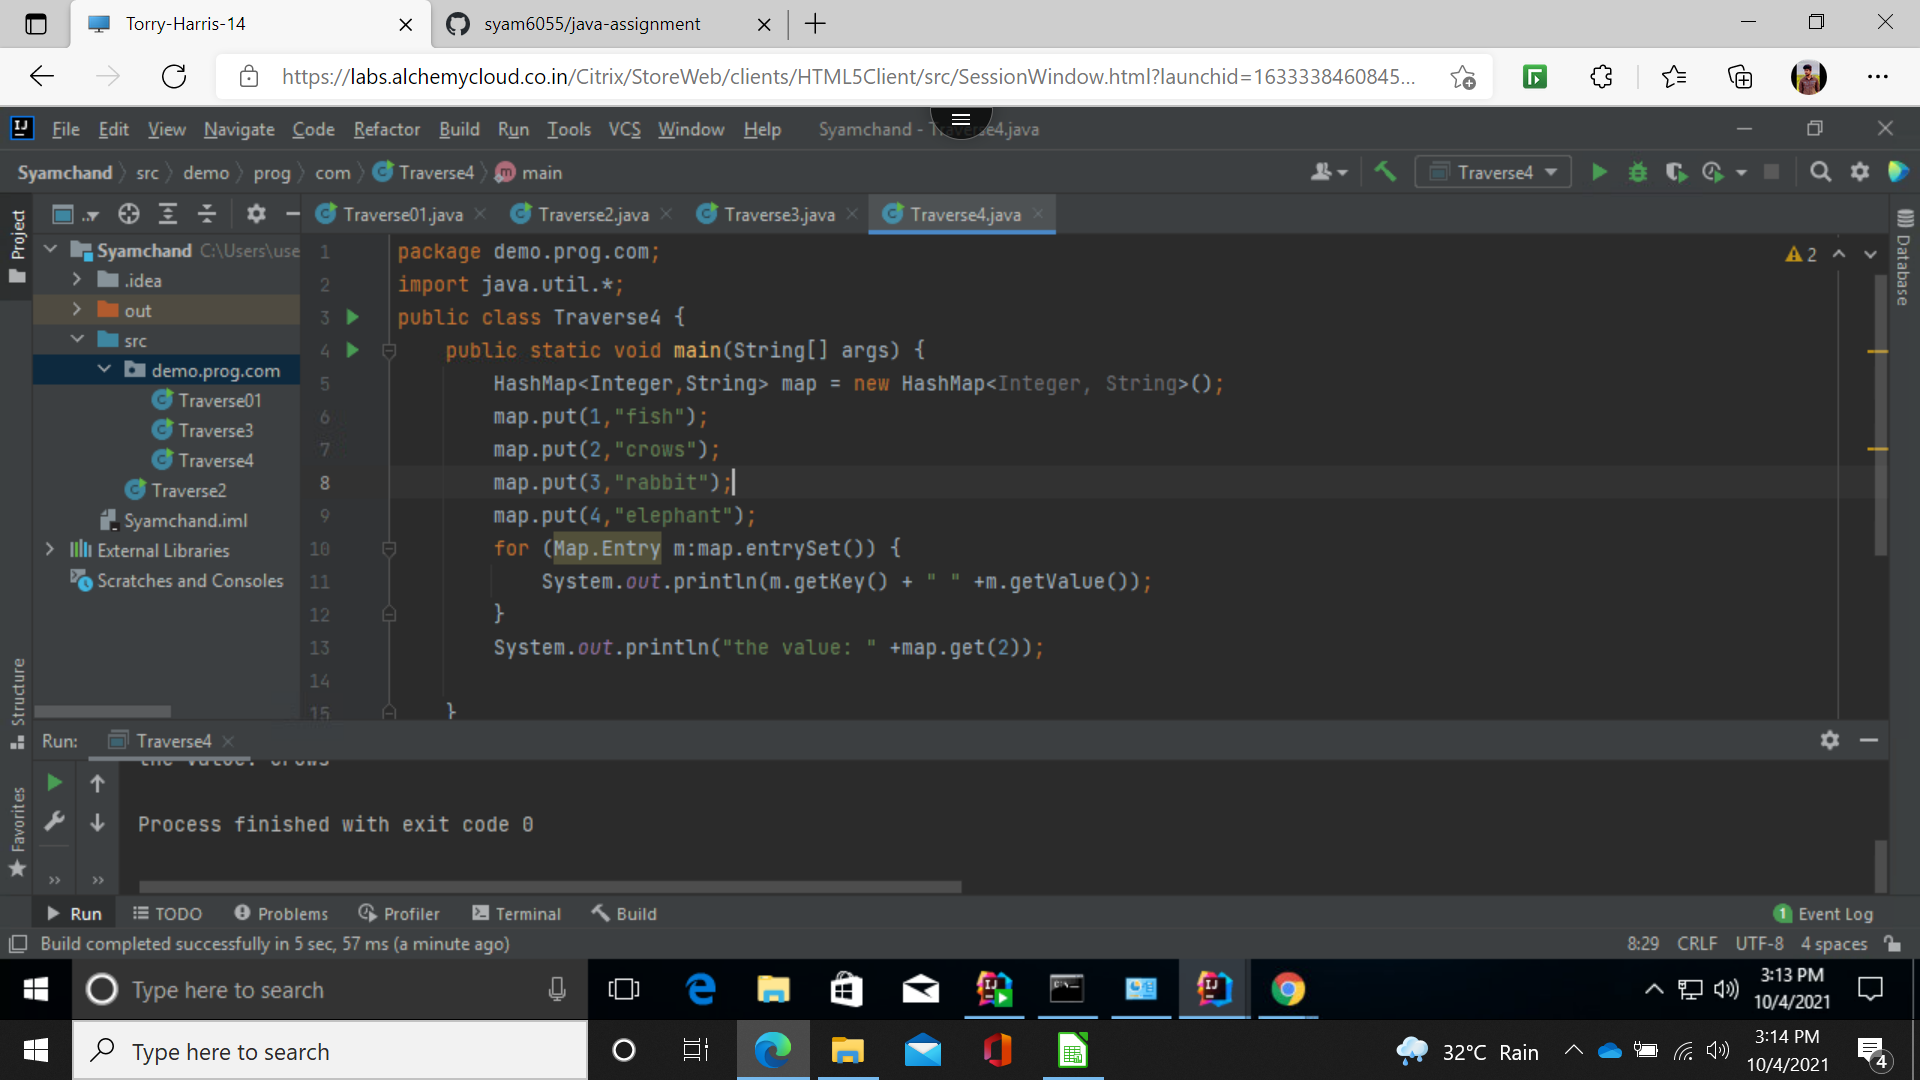 Torry-Harris-14
syam6055/java-assignment
https://labs.alchemycloud.co.in/Citrix/StoreWeb/clients/HTML5Client/src/SessionWindow.html?launchid=1633338460845...
File Edit View Navigate Code Refactor Build Run Tools VCS Window Help Syamchand - Traverse4.java
Syamchand src demo prog com Traverse4 m main Traverse4
Project
Traverse01.java Traverse2.java Traverse3.java Traverse4.java
Database
Syamchand C:\Users\use
.idea
out
src
demo.prog.com
Traverse01
Traverse3
Traverse4
Traverse2
Syamchand.iml
External Libraries
Scratches and Consoles
2
1 package demo.prog.com;
2 import java.util.*;
3 public class Traverse4 {
4 public static void main(String[] args) {
5 HashMap<Integer,String> map = new HashMap<Integer, String>();
6 map.put(1,"fish");
7 map.put(2,"crows");
8 map.put(3,"rabbit");
9 map.put(4,"elephant");
10 for (Map.Entry m:map.entrySet()) {
11 System.out.println(m.getKey() + " " +m.getValue());
12 }
13 System.out.println("the value: " +map.get(2));
14
15 }
Structure
Favorites
Run: Traverse4
the value: crows
Process finished with exit code 0
Run TODO Problems Profiler Terminal Build 1 Event Log
Build completed successfully in 5 sec, 57 ms (a minute ago) 8:29 CRLF UTF-8 4 spaces
Type here to search 3:13 PM
10/4/2021
Type here to search 32°C Rain 3:14 PM
10/4/2021 4